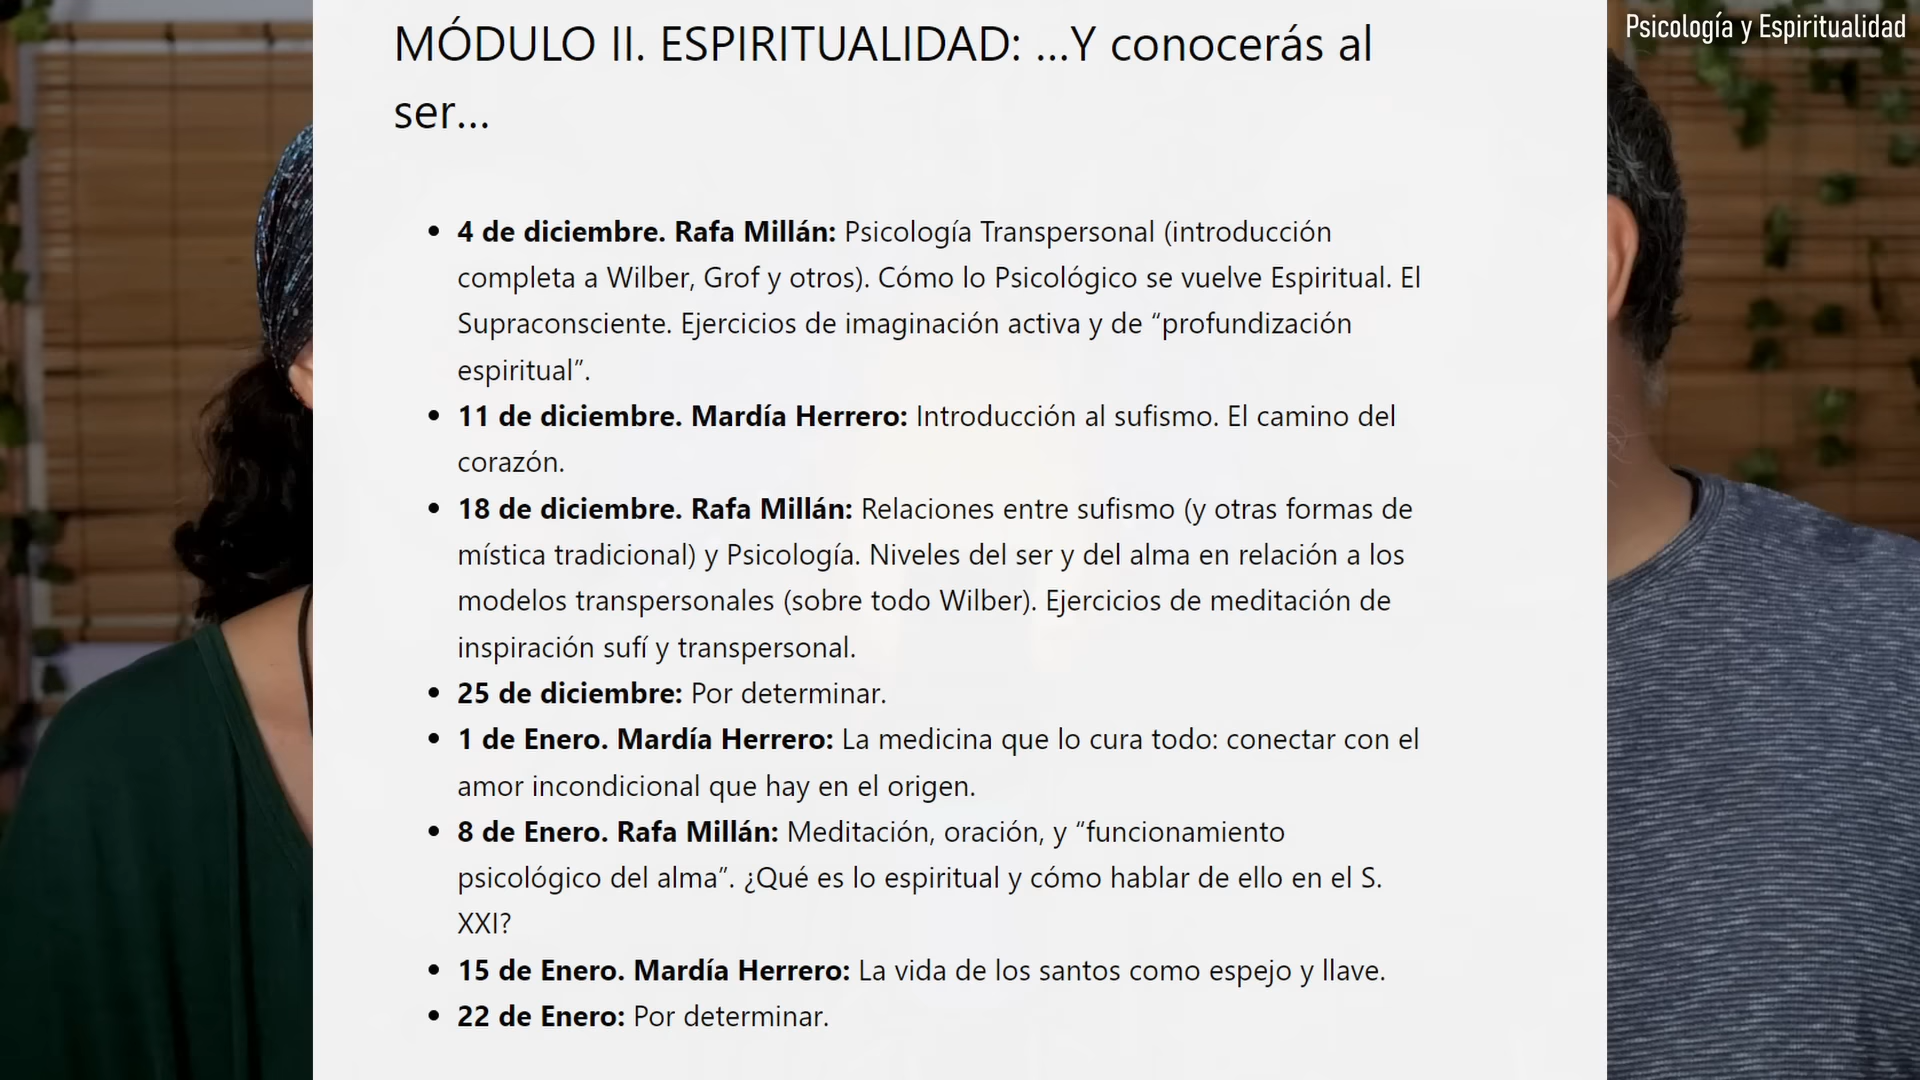 Psicología y Espiritualidad
MÓDULO II. ESPIRITUALIDAD: ...Y conocerás al
ser...
4 de diciembre. Rafa Millán: Psicología Transpersonal (introducción
completa a Wilber, Grof y otros). Cómo lo Psicológico se vuelve Espiritual. El
Supraconsciente. Ejercicios de imaginación activa y de “profundización
espiritual”.
11 de diciembre. Mardía Herrero: Introducción al sufismo. El camino del
corazón.
18 de diciembre. Rafa Millán: Relaciones entre sufismo (y otras formas de
mística tradicional) y Psicología. Niveles del ser y del alma en relación a los
modelos transpersonales (sobre todo Wilber). Ejercicios de meditación de
inspiración sufí y transpersonal.
25 de diciembre: Por determinar.
1 de Enero. Mardía Herrero: La medicina que lo cura todo: conectar con el
amor incondicional que hay en el origen.
8 de Enero. Rafa Millán: Meditación, oración, y “funcionamiento
psicológico del alma”. ¿Qué es lo espiritual y cómo hablar de ello en el S.
XXI?
15 de Enero. Mardía Herrero: La vida de los santos como espejo y llave.
22 de Enero: Por determinar.